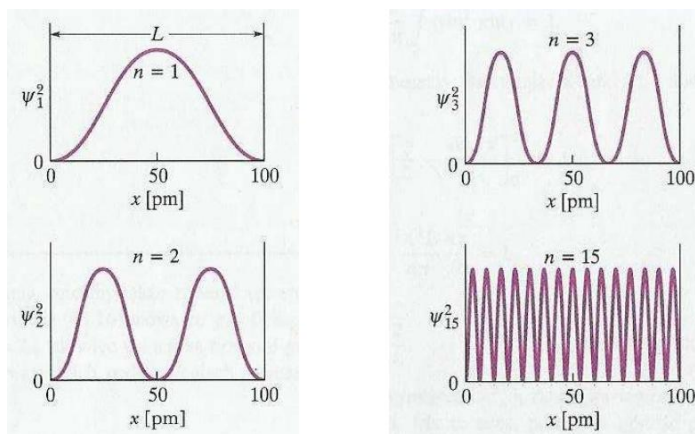 L
n = 1
ψ₁²
0
0 50 100
x [pm]
n = 3
ψ₃²
0
0 50 100
x [pm]
n = 2
ψ₂²
0
0 50 100
x [pm]
n = 15
ψ₁₅²
0
0 50 100
x [pm]